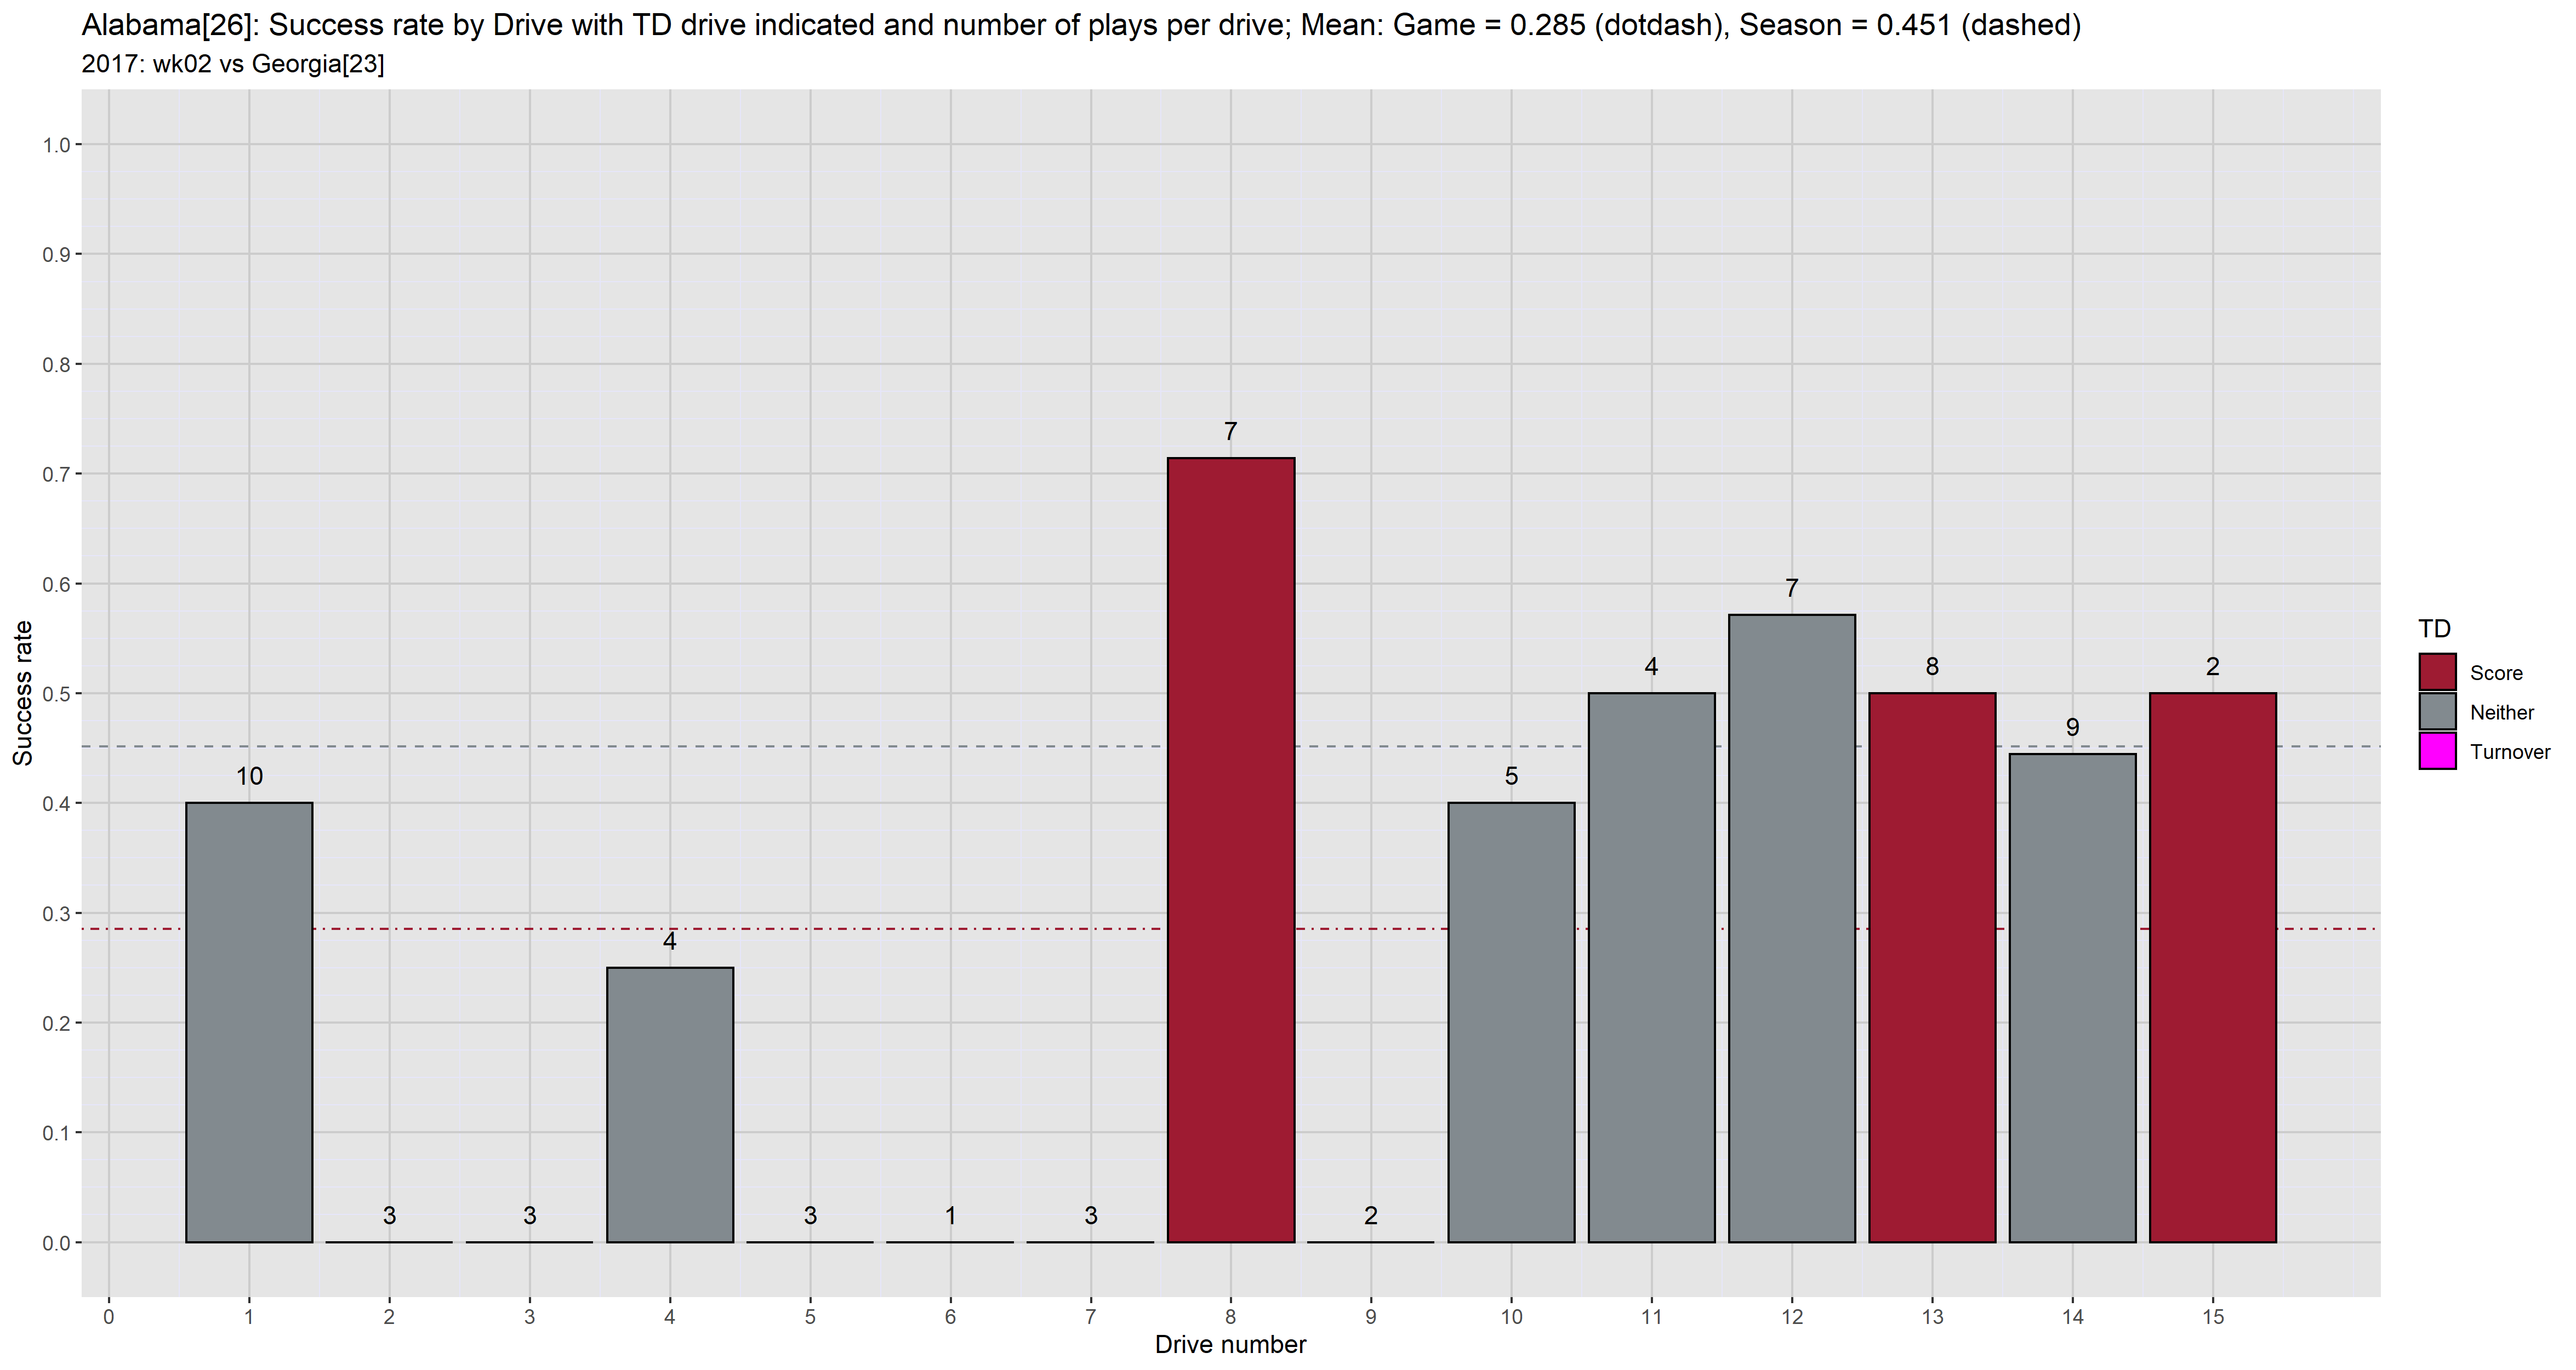 Alabama[26]: Success rate by Drive with TD drive indicated and number of plays per drive; Mean: Game = 0.285 (dotdash), Season = 0.451 (dashed)
2017: wk02 vs Georgia[23]
Success rate
1.0
0.9
0.8
0.7
0.6
0.5
0.4
0.3
0.2
0.1
0.0
10
3
3
4
3
1
3
7
2
5
4
7
8
9
2
0 1 2 3 4 5 6 7 8 9 10 11 12 13 14 15
Drive number
TD
Score
Neither
Turnover